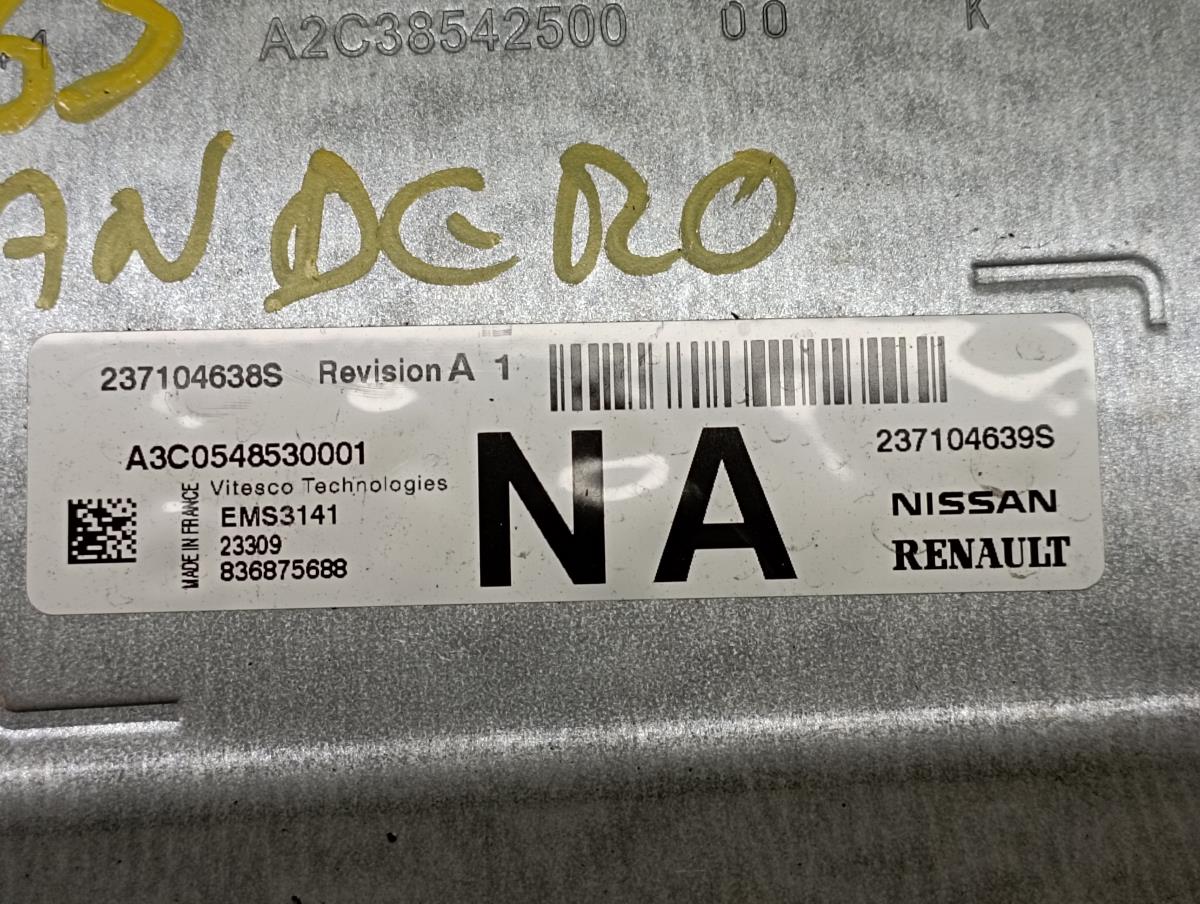 A2C38542500 00 K
ANDERO
237104638S Revision A 1
A3C0548530001
237104639S
Vitesco Technologies
MADE IN FRANCE
EMS3141
23309
836875688
NA
NISSAN
RENAULT